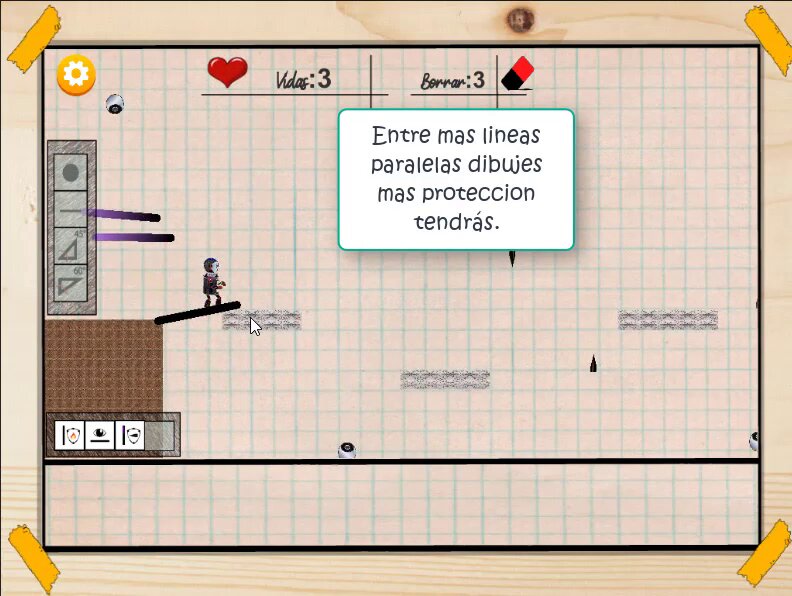 Vidas:3
Borrar:3
Entre mas lineas
paralelas dibujes
mas proteccion
tendrás.
45°
60°